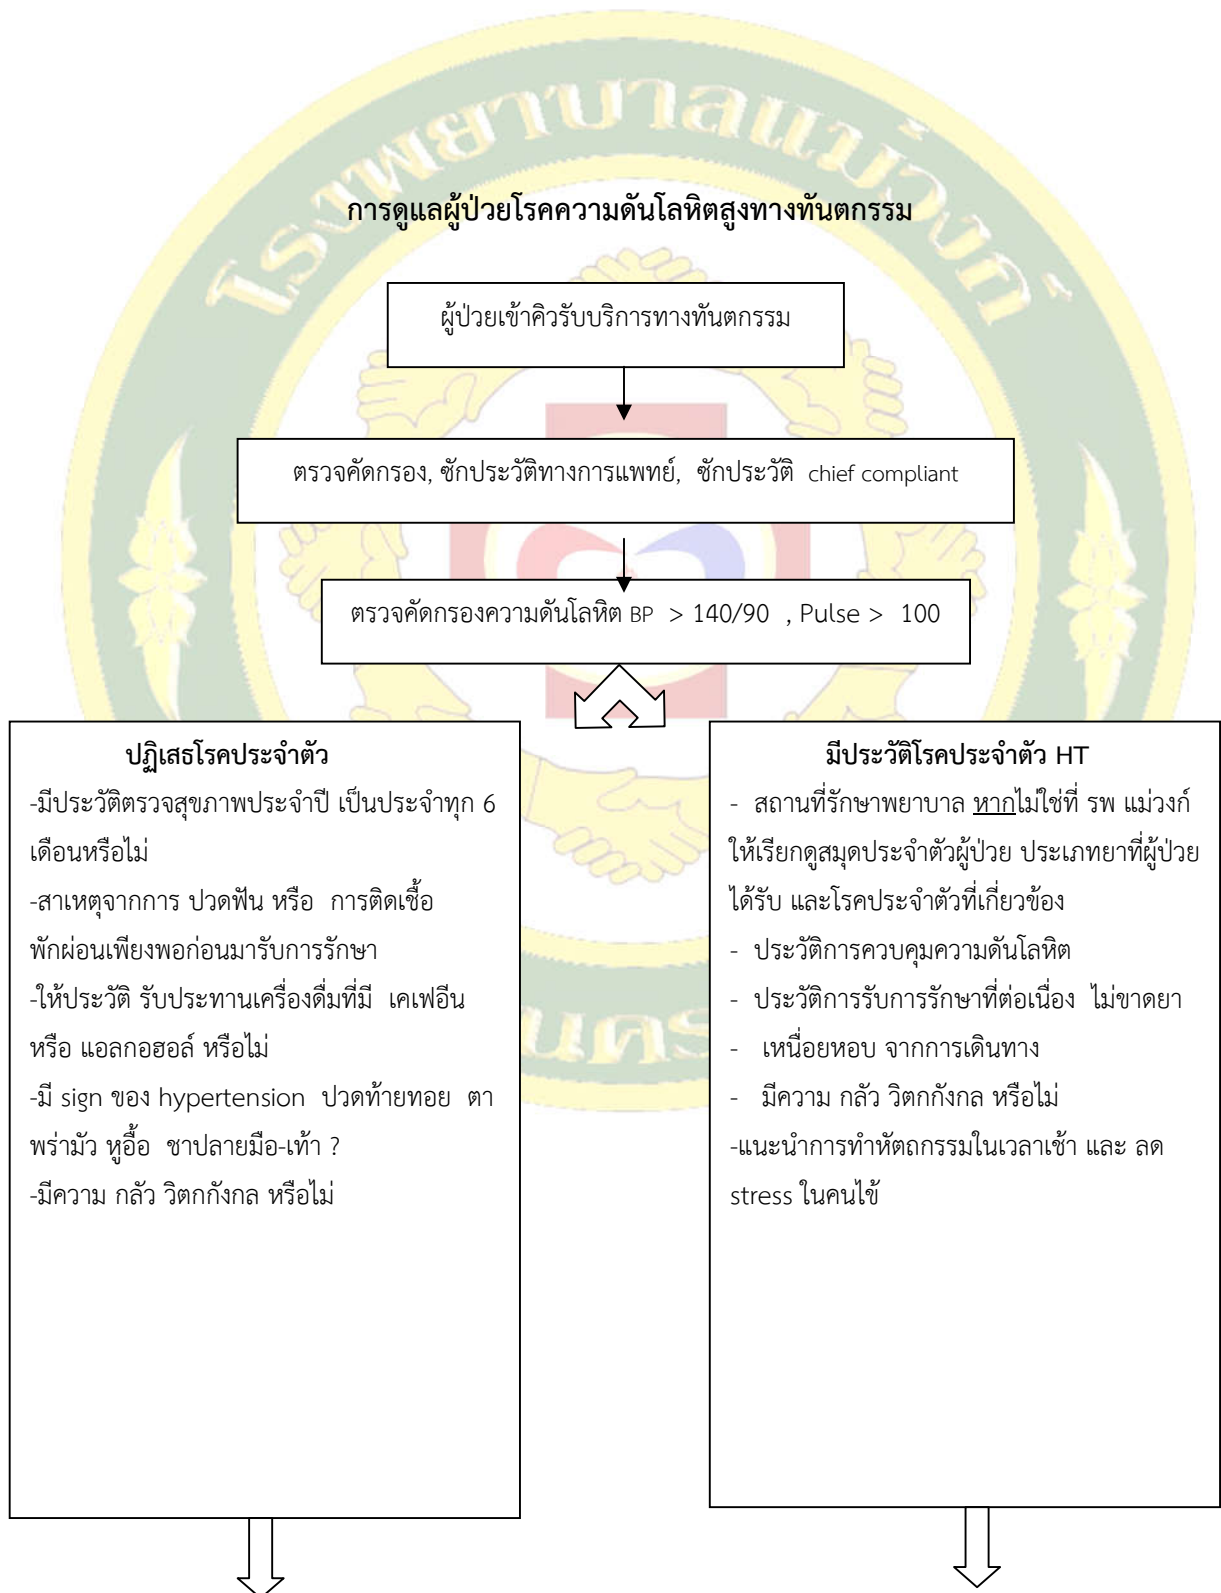 โรงพยาบาลแม่วงก์
การดูแลผู้ป่วยโรคความดันโลหิตสูงทางทันตกรรม
ผู้ป่วยเข้าคิวรับบริการทางทันตกรรม
ตรวจคัดกรอง, ซักประวัติทางการแพทย์, ซักประวัติ chief compliant
ตรวจคัดกรองความดันโลหิต BP > 140/90 , Pulse > 100
ปฏิเสธโรคประจำตัว
-มีประวัติตรวจสุขภาพประจำปี เป็นประจำทุก 6
เดือนหรือไม่
-สาเหตุจากการ ปวดฟัน หรือ การติดเชื้อ
พักผ่อนเพียงพอก่อนมารับการรักษา
-ให้ประวัติ รับประทานเครื่องดื่มที่มี เคเฟอีน
หรือ แอลกอฮอล์ หรือไม่
-มี sign ของ hypertension ปวดท้ายทอย ตา
พร่ามัว หูอื้อ ชาปลายมือ-เท้า ?
-มีความ กลัว วิตกกังกล หรือไม่
มีประวัติโรคประจำตัว HT
- สถานที่รักษาพยาบาล หากไม่ใช่ที่ รพ แม่วงก์
ให้เรียกดูสมุดประจำตัวผู้ป่วย ประเภทยาที่ผู้ป่วย
ได้รับ และโรคประจำตัวที่เกี่ยวข้อง
- ประวัติการควบคุมความดันโลหิต
- ประวัติการรับการรักษาที่ต่อเนื่อง ไม่ขาดยา
- เหนื่อยหอบ จากการเดินทาง
- มีความ กลัว วิตกกังกล หรือไม่
-แนะนำการทำหัตถกรรมในเวลาเช้า และ ลด
stress ในคนไข้